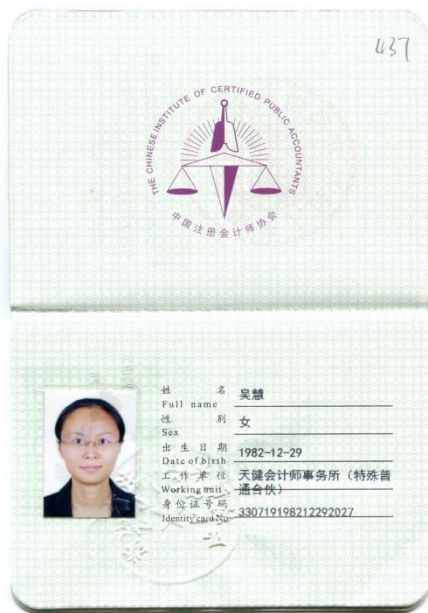 437
THE CHINESE INSTITUTE OF CERTIFIED PUBLIC ACCOUNTANTS
中国注册会计师协会
姓 名 吴慧
Full name
性 别 女
Sex
出生日期 1982-12-29
Date of birth
工作单位 天健会计师事务所（特殊普
Working unit 通合伙）
身份证号码 330719198212292027
Identity card No: